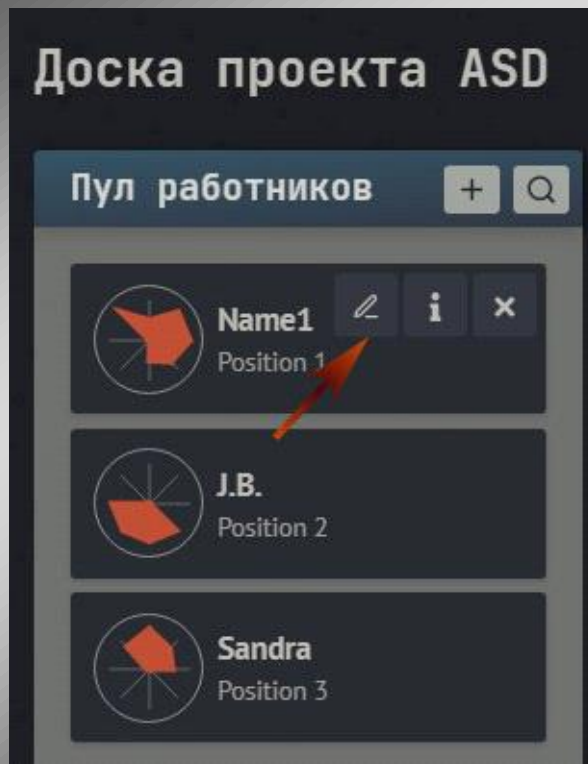 Доска проекта ASD
Пул работников
Name1
Position 1
J.B.
Position 2
Sandra
Position 3